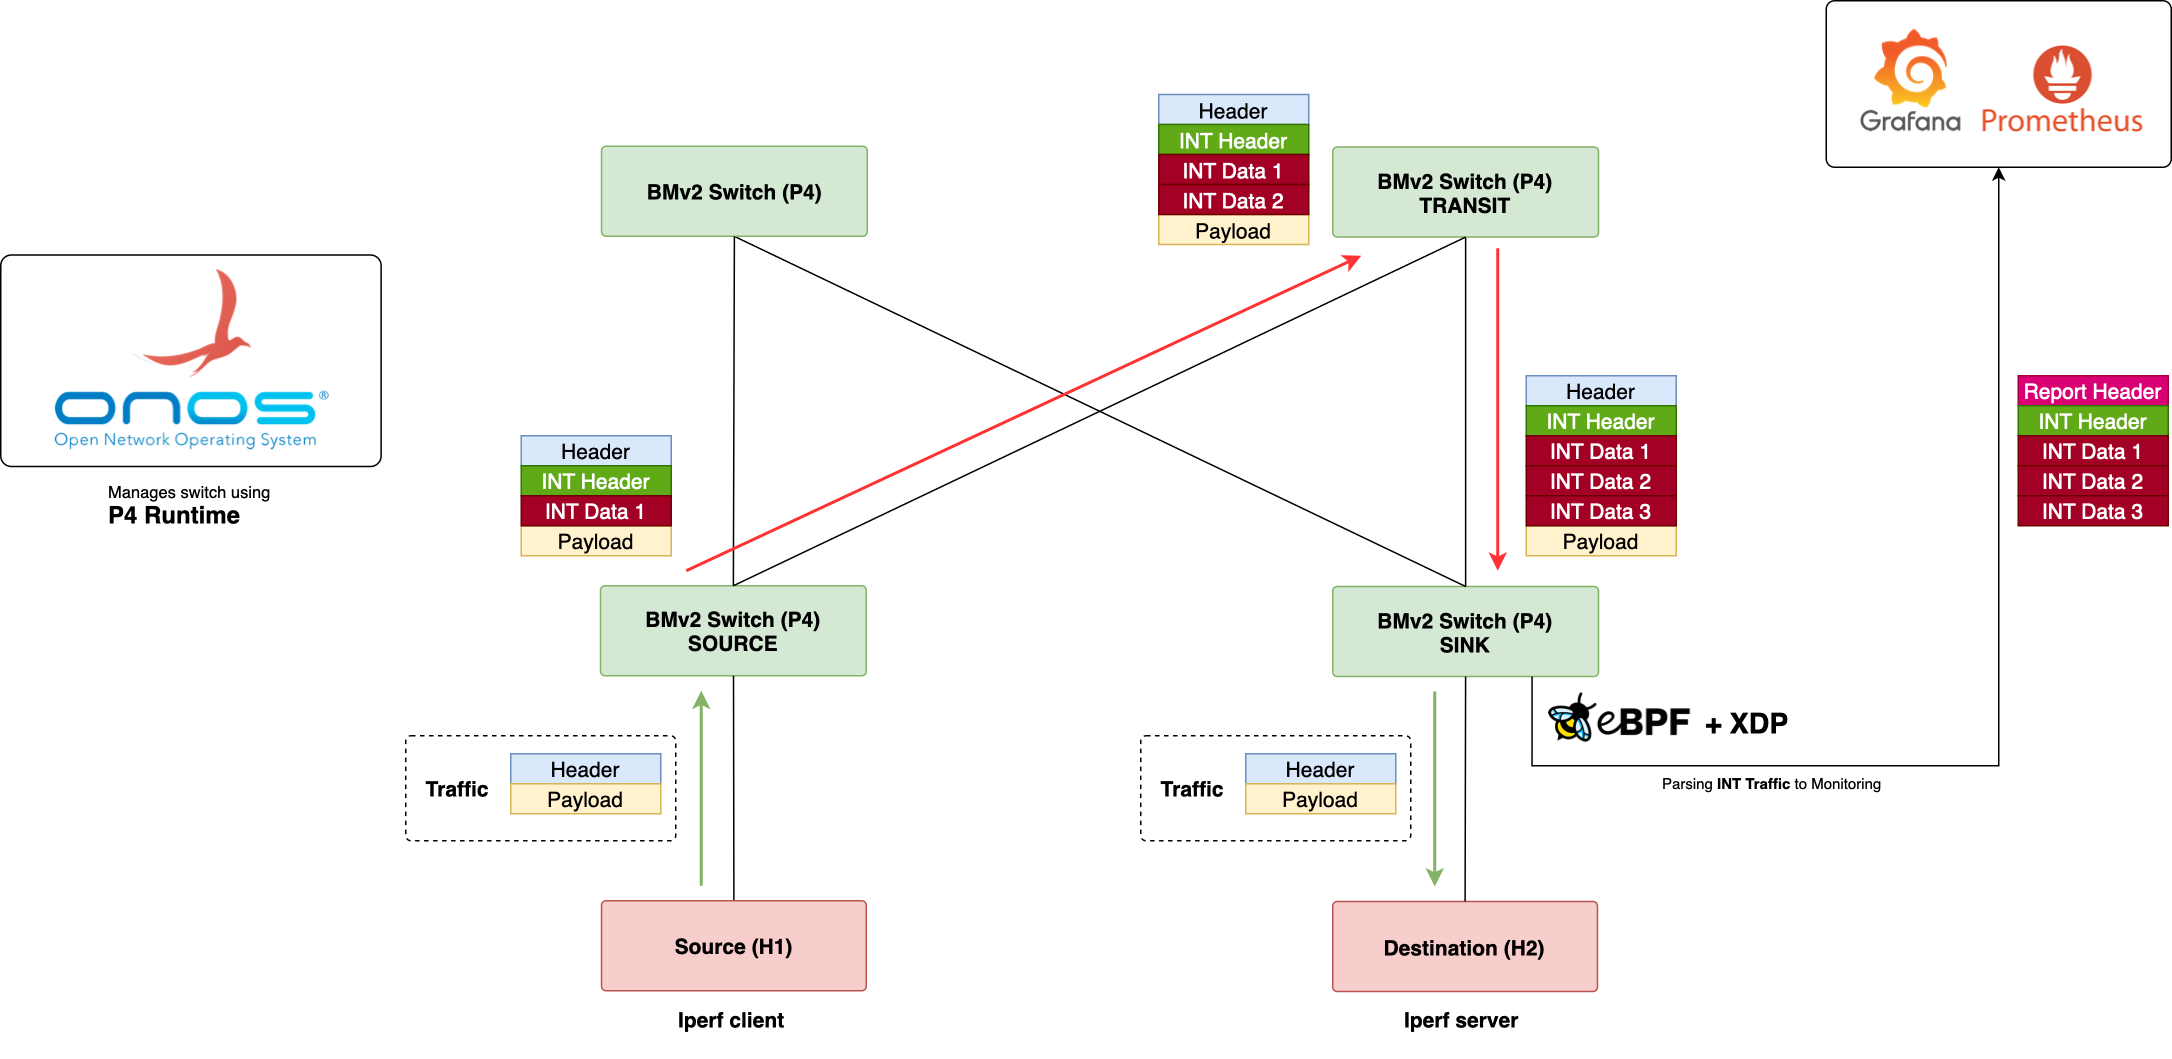 Grafana
Prometheus
Header
INT Header
INT Data 1
INT Data 2
Payload
BMv2 Switch (P4)
BMv2 Switch (P4)
TRANSIT
onos®
Open Network Operating System
Manages switch using
P4 Runtime
Header
INT Header
INT Data 1
Payload
Header
INT Header
INT Data 1
INT Data 2
INT Data 3
Payload
Report Header
INT Header
INT Data 1
INT Data 2
INT Data 3
BMv2 Switch (P4)
SOURCE
BMv2 Switch (P4)
SINK
eBPF + XDP
Parsing INT Traffic to Monitoring
Traffic
Header
Payload
Traffic
Header
Payload
Source (H1)
Destination (H2)
Iperf client
Iperf server